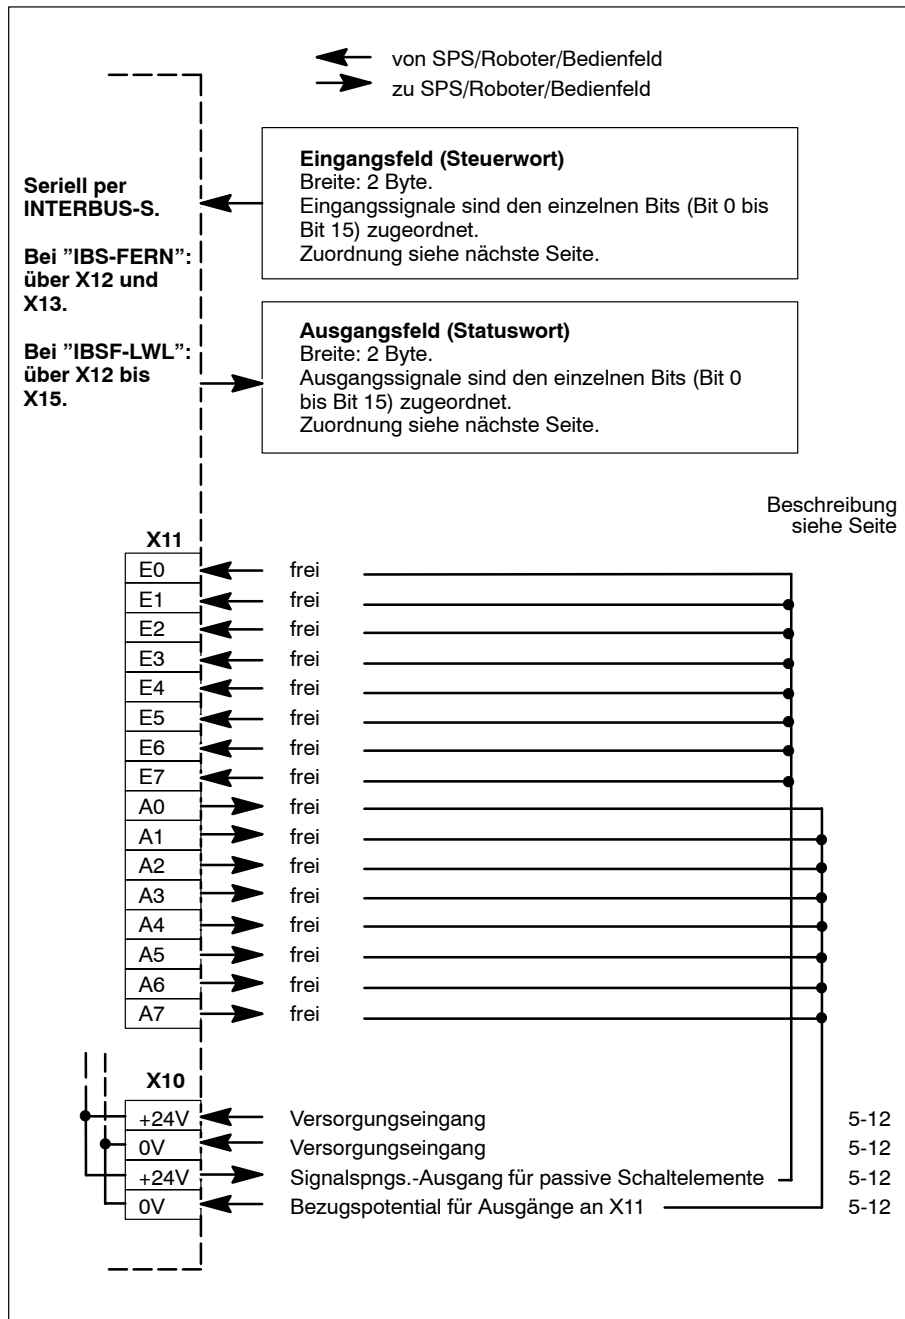 von SPS/Roboter/Bedienfeld
zu SPS/Roboter/Bedienfeld
Seriell per
INTERBUS-S.
Bei ”IBS-FERN”:
über X12 und
X13.
Bei ”IBSF-LWL”:
über X12 bis
X15.
Eingangsfeld (Steuerwort)
Breite: 2 Byte.
Eingangssignale sind den einzelnen Bits (Bit 0 bis
Bit 15) zugeordnet.
Zuordnung siehe nächste Seite.
Ausgangsfeld (Statuswort)
Breite: 2 Byte.
Ausgangssignale sind den einzelnen Bits (Bit 0
bis Bit 15) zugeordnet.
Zuordnung siehe nächste Seite.
Beschreibung
siehe Seite
X11
E0 frei
E1 frei
E2 frei
E3 frei
E4 frei
E5 frei
E6 frei
E7 frei
A0 frei
A1 frei
A2 frei
A3 frei
A4 frei
A5 frei
A6 frei
A7 frei
X10
+24V Versorgungseingang 5-12
0V Versorgungseingang 5-12
+24V Signalspngs.-Ausgang für passive Schaltelemente 5-12
0V Bezugspotential für Ausgänge an X11 5-12